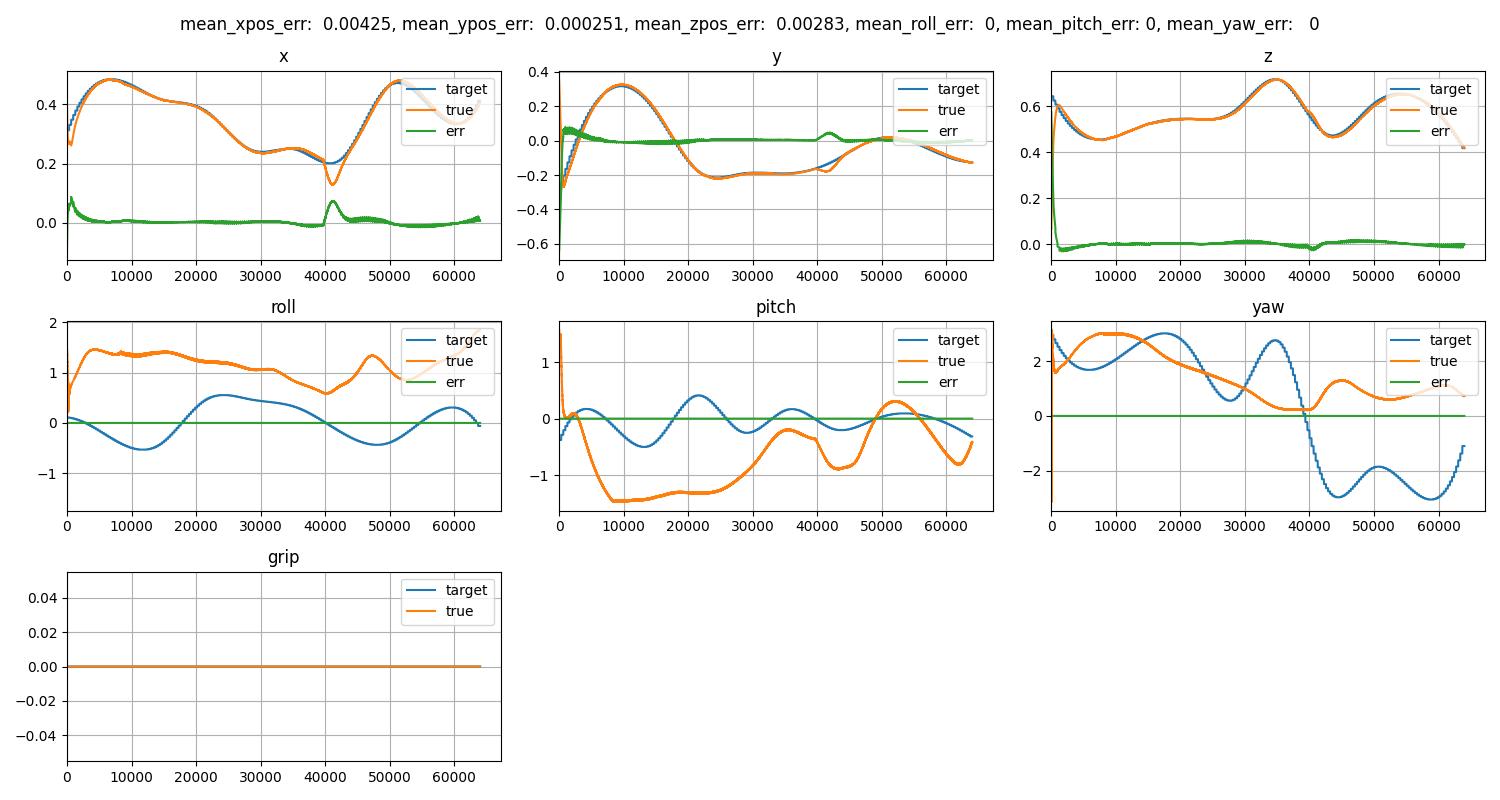 mean_xpos_err:  0.00425, mean_ypos_err:  0.000251, mean_zpos_err:  0.00283, mean_roll_err:  0, mean_pitch_err: 0, mean_yaw_err:   0
x
0.4
0.2
0.0
target
true
err
0 10000 20000 30000 40000 50000 60000
y
0.4
0.2
0.0
−0.2
−0.4
−0.6
target
true
err
0 10000 20000 30000 40000 50000 60000
z
0.6
0.4
0.2
0.0
target
true
err
0 10000 20000 30000 40000 50000 60000
roll
2
1
0
−1
target
true
err
0 10000 20000 30000 40000 50000 60000
pitch
1
0
−1
target
true
err
0 10000 20000 30000 40000 50000 60000
yaw
2
0
−2
target
true
err
0 10000 20000 30000 40000 50000 60000
grip
0.04
0.02
0.00
−0.02
−0.04
target
true
0 10000 20000 30000 40000 50000 60000